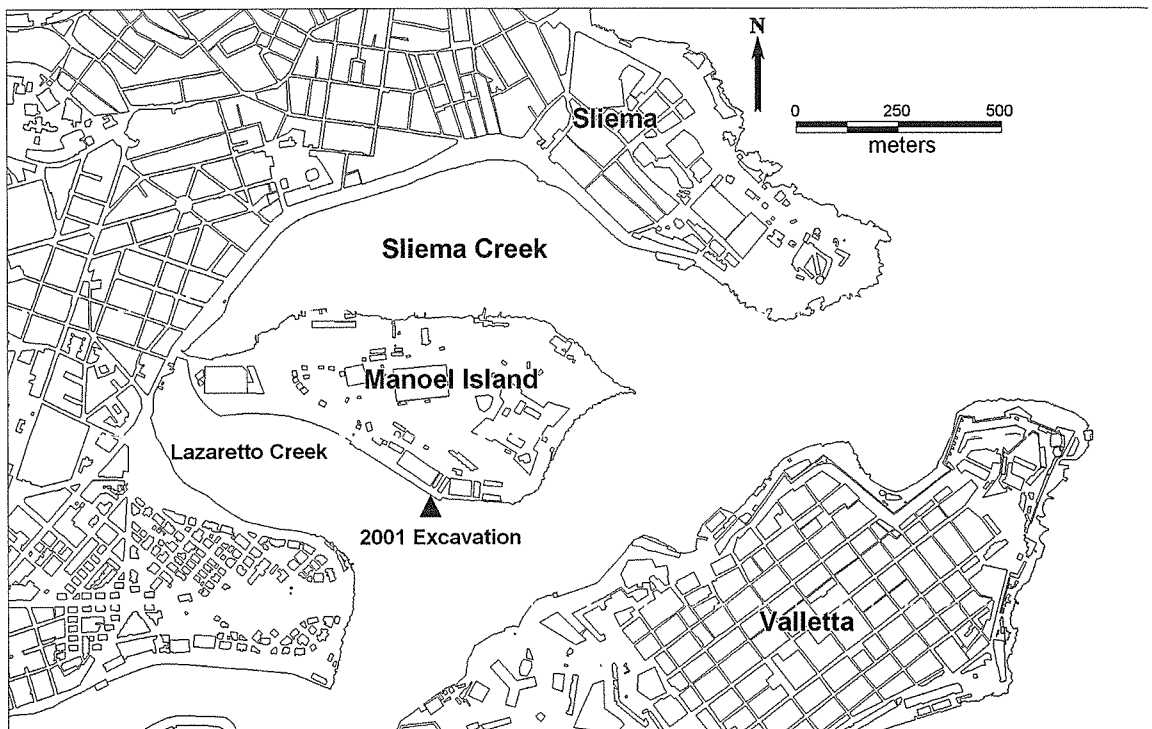 N
Sliema
0 250 500
meters
Sliema Creek
Manoel Island
Lazaretto Creek
2001 Excavation
Valletta